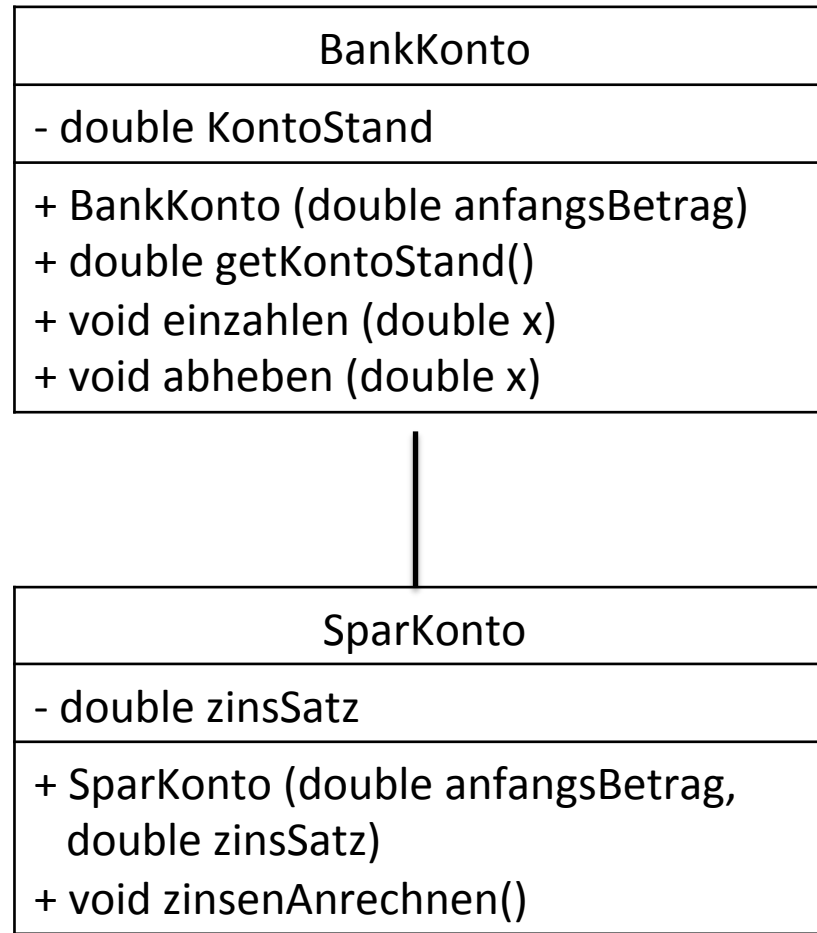 BankKonto
- double KontoStand
+ BankKonto (double anfangsBetrag)
+ double getKontoStand()
+ void einzahlen (double x)
+ void abheben (double x)
SparKonto
- double zinsSatz
+ SparKonto (double anfangsBetrag,
double zinsSatz)
+ void zinsenAnrechnen()